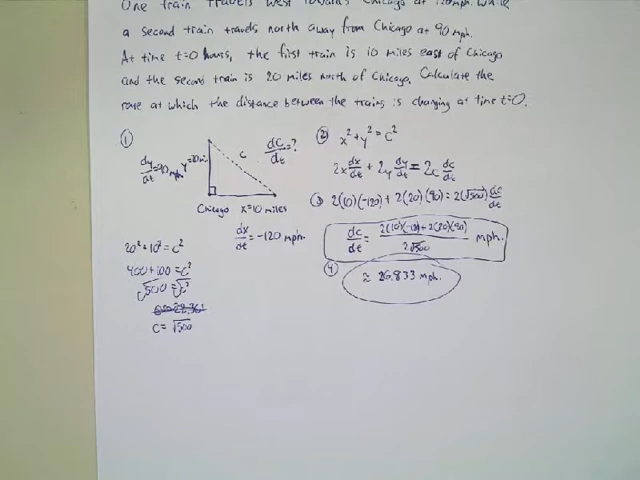 One train travels west towards Chicago at 120mph. while
a second train travels north away from Chicago at 90 mph.
At time t=0 hours, the first train is 10 miles east of Chicago
and the second train is 20 miles north of Chicago. Calculate the
rate at which the distance between the trains is changing at time t=0.
①
dy/dt=90 mph
y=20mi
c
dc/dt=?
Chicago x=10 miles
dx/dt=-120 mph.
20²+10²=c²
400+100=c²
√500=√c²
c=√500
② x²+y²=c²
2x dx/dt + 2y dy/dt = 2c dc/dt
③ 2(10)(-120)+2(20)(90)=2(√500) dc/dt
dc/dt = 2(10)(-120)+2(20)(90) / 2√500 mph.
④ ≈ 26.833 mph.